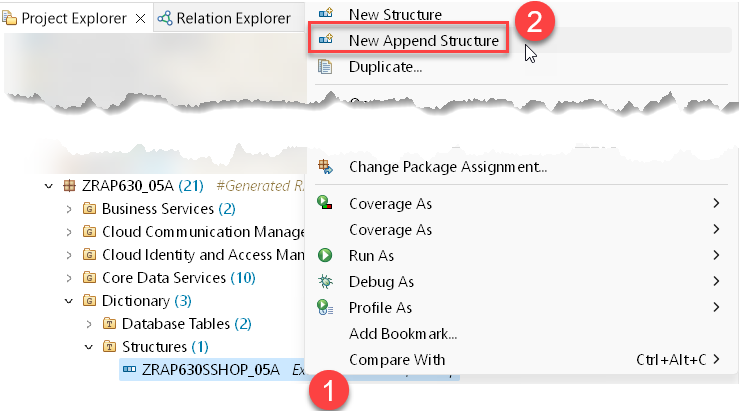 Project Explorer
Relation Explorer
New Structure
2
New Append Structure
Duplicate...
Change Package Assignment...
ZRAP630_05A (21) #Generated R
Coverage As
Business Services (2)
Coverage As
Cloud Communication Manage
Run As
Cloud Identity and Access Man
Debug As
Core Data Services (10)
Profile As
Dictionary (3)
Add Bookmark...
Database Tables (2)
Compare With Ctrl+Alt+C
Structures (1)
ZRAP630SSHOP_05A Ex
1